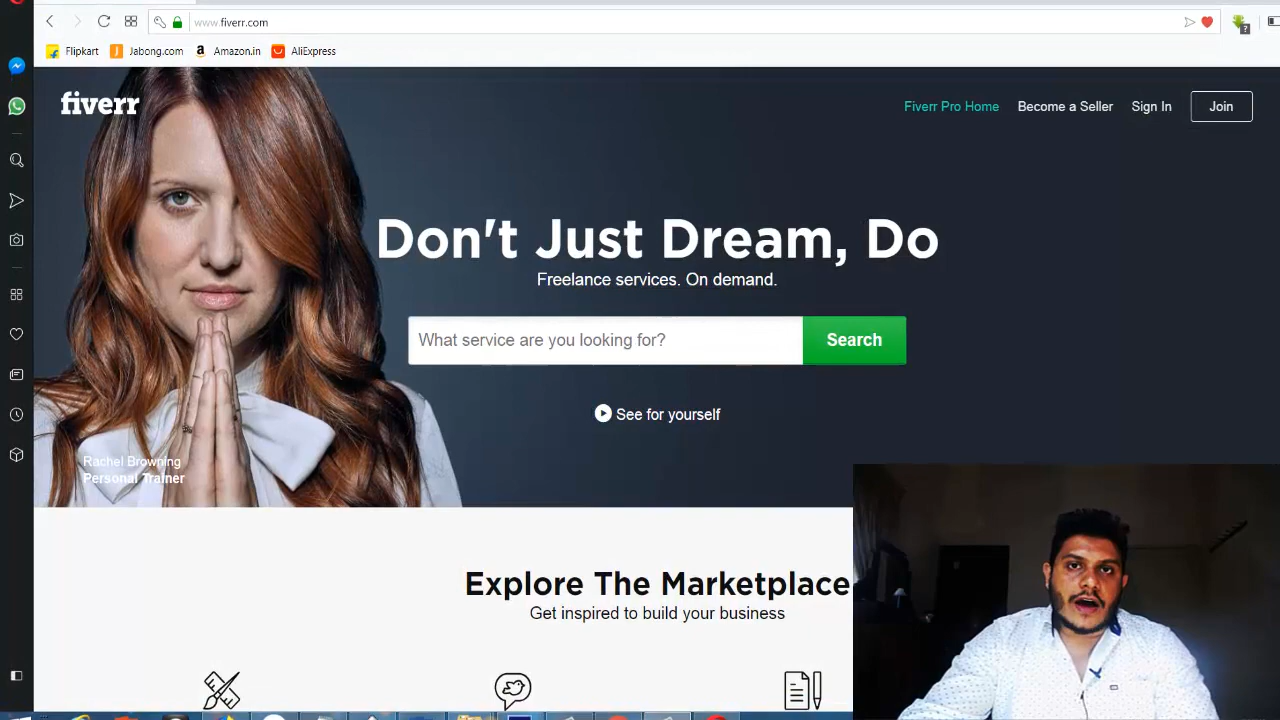 www.fiverr.com
Flipkart
Jabong.com
Amazon.in
AliExpress
fiverr
Fiverr Pro Home
Become a Seller
Sign In
Join
Don't Just Dream, Do
Freelance services. On demand.
What service are you looking for?
Search
See for yourself
Rachel Browning
Personal Trainer
Explore The Marketplace
Get inspired to build your business